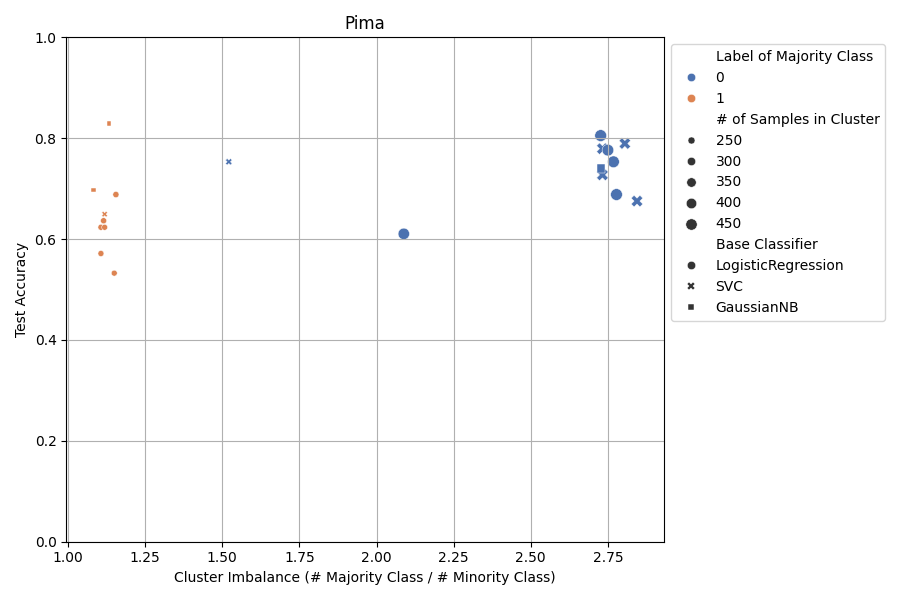 Pima
1.0
0.8
0.6
0.4
0.2
0.0
Test Accuracy
1.00 1.25 1.50 1.75 2.00 2.25 2.50 2.75
Cluster Imbalance (# Majority Class / # Minority Class)
Label of Majority Class
0
1
# of Samples in Cluster
250
300
350
400
450
Base Classifier
LogisticRegression
SVC
GaussianNB